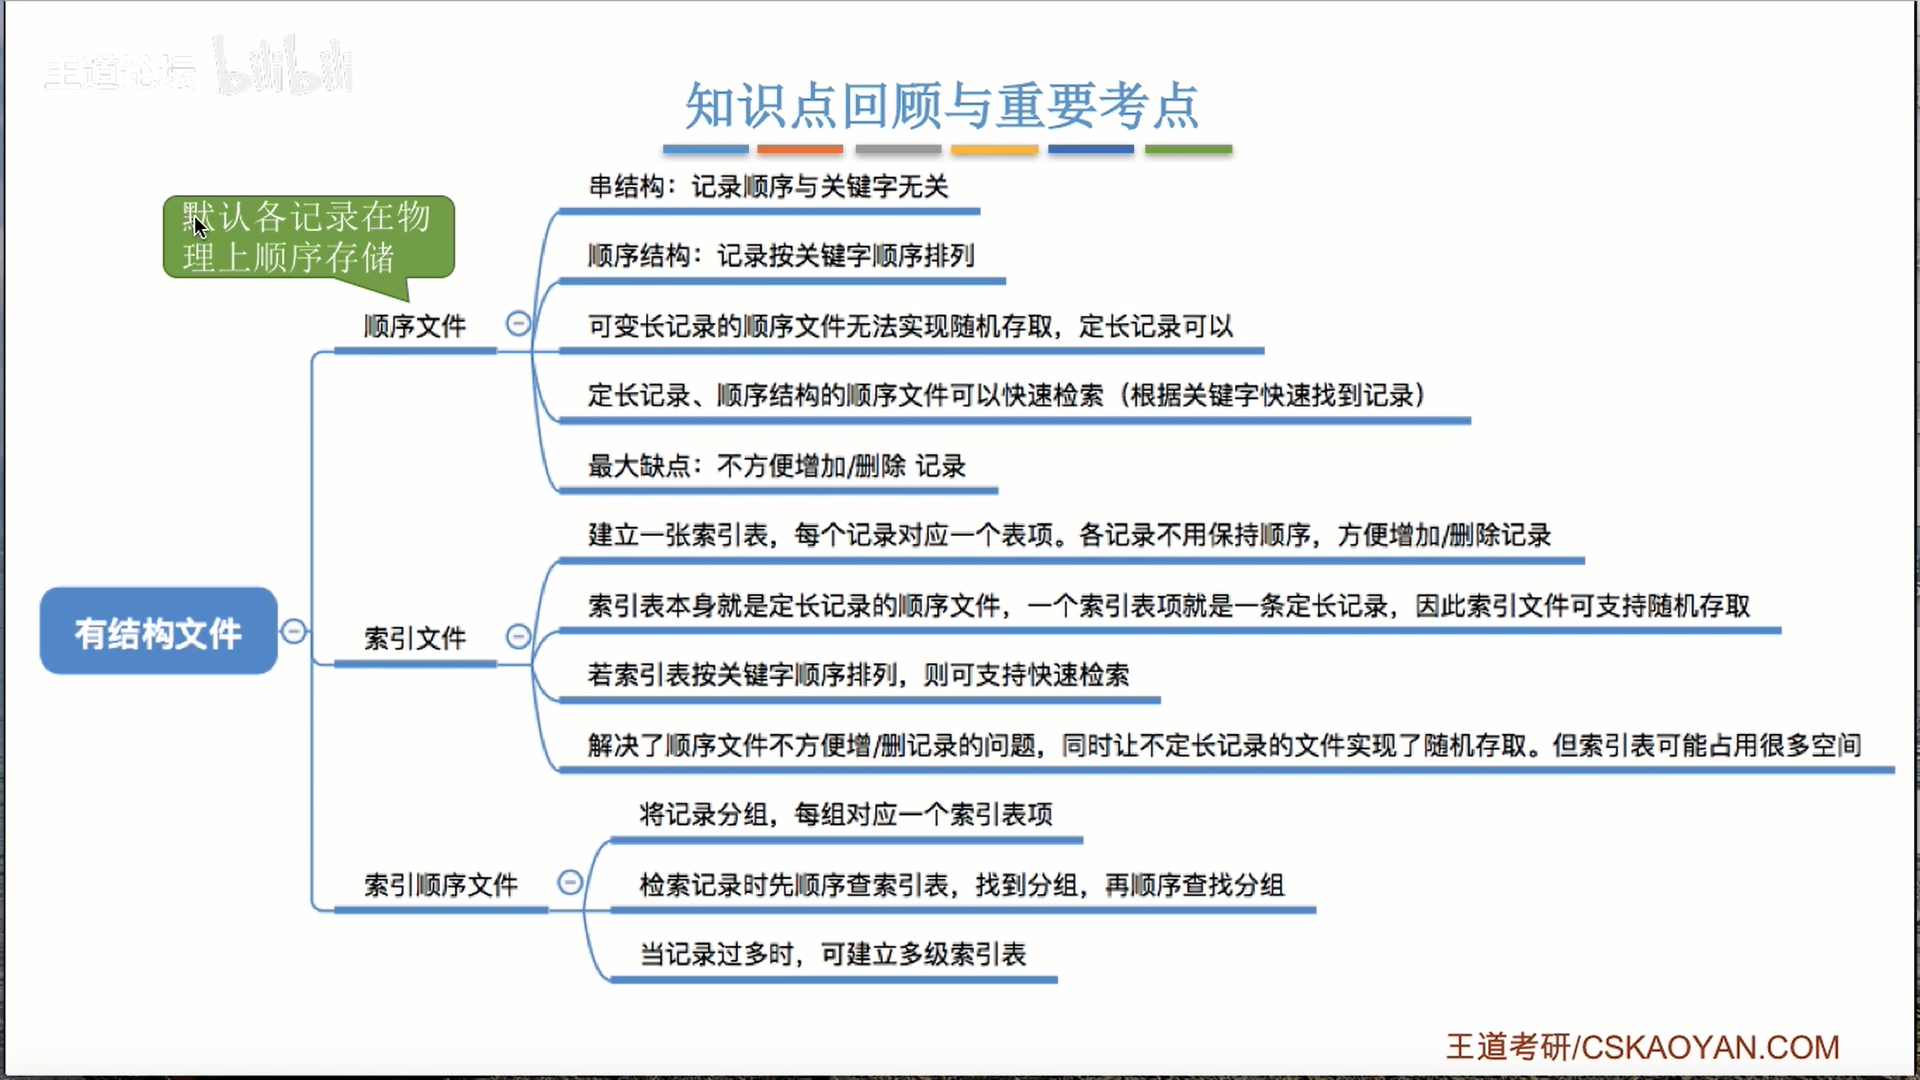 王道论坛 bilibili
知识点回顾与重要考点
默认各记录在物
理上顺序存储
有结构文件
顺序文件
串结构：记录顺序与关键字无关
顺序结构：记录按关键字顺序排列
可变长记录的顺序文件无法实现随机存取，定长记录可以
定长记录、顺序结构的顺序文件可以快速检索（根据关键字快速找到记录）
最大缺点：不方便增加/删除 记录
索引文件
建立一张索引表，每个记录对应一个表项。各记录不用保持顺序，方便增加/删除记录
索引表本身就是定长记录的顺序文件，一个索引表项就是一条定长记录，因此索引文件可支持随机存取
若索引表按关键字顺序排列，则可支持快速检索
解决了顺序文件不方便增/删记录的问题，同时让不定长记录的文件实现了随机存取。但索引表可能占用很多空间
索引顺序文件
将记录分组，每组对应一个索引表项
检索记录时先顺序查索引表，找到分组，再顺序查找分组
当记录过多时，可建立多级索引表
王道考研/CSKAOYAN.COM